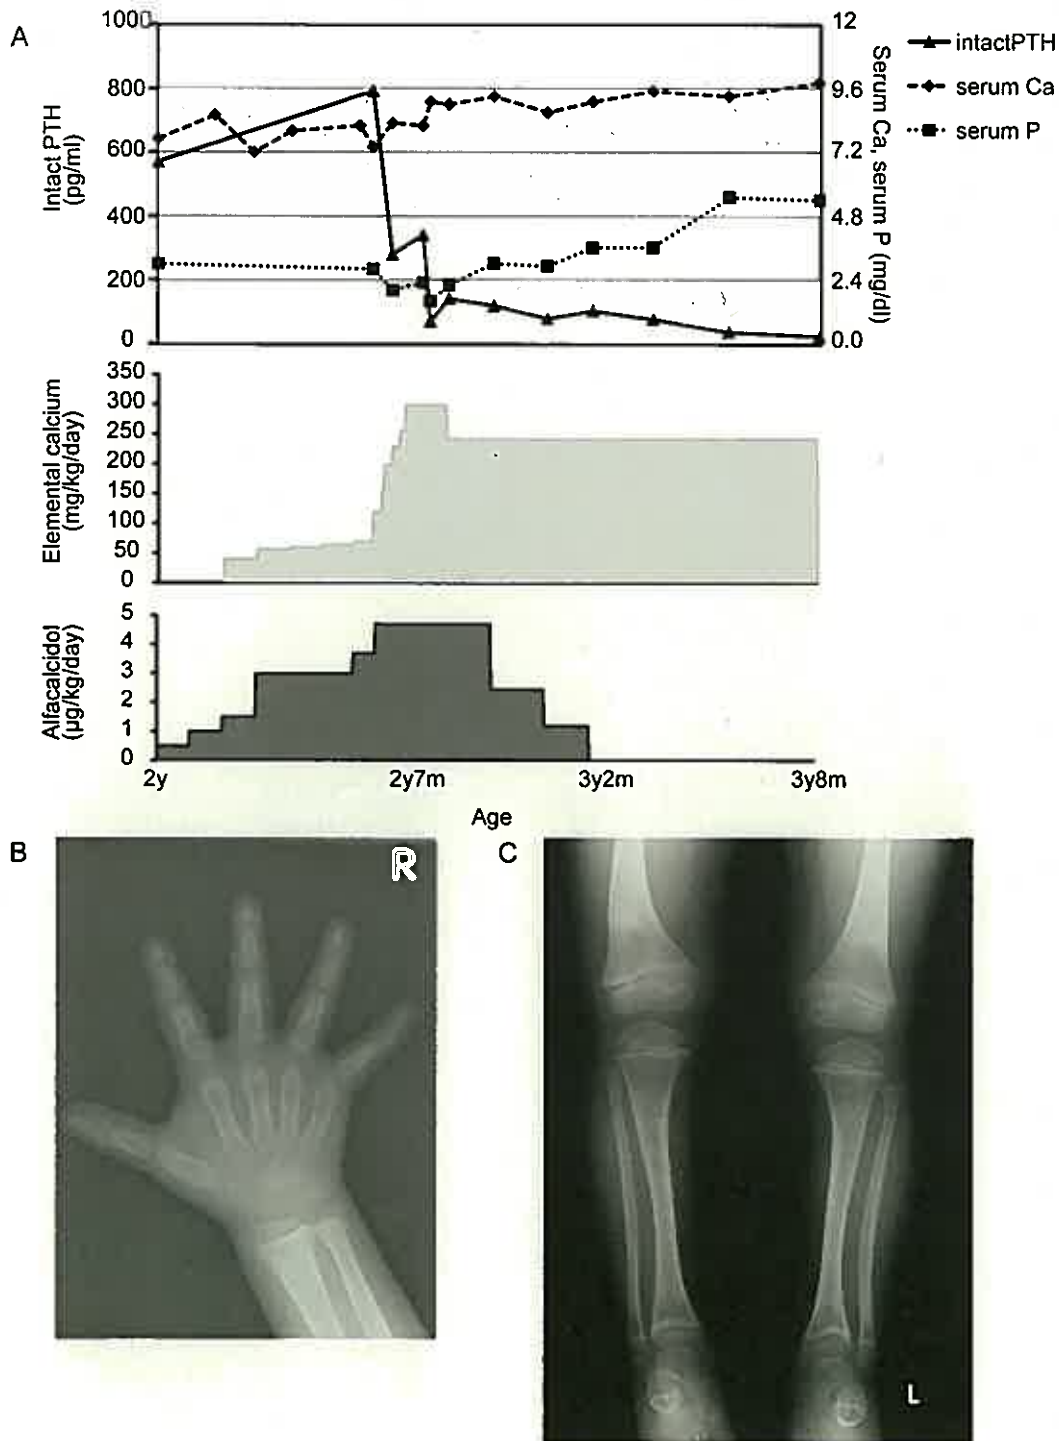 A
1000
800
600
400
200
0
Intact PTH
(pg/ml)
12
9.6
7.2
4.8
2.4
0.0
Serum Ca, serum P (mg/dl)
intactPTH
serum Ca
serum P
350
300
250
200
150
100
50
0
Elemental calcium
(mg/kg/day)
5
4
3
2
1
0
Alfacalcidol
(µg/kg/day)
2y 2y7m 3y2m 3y8m
Age
B
R
C
L